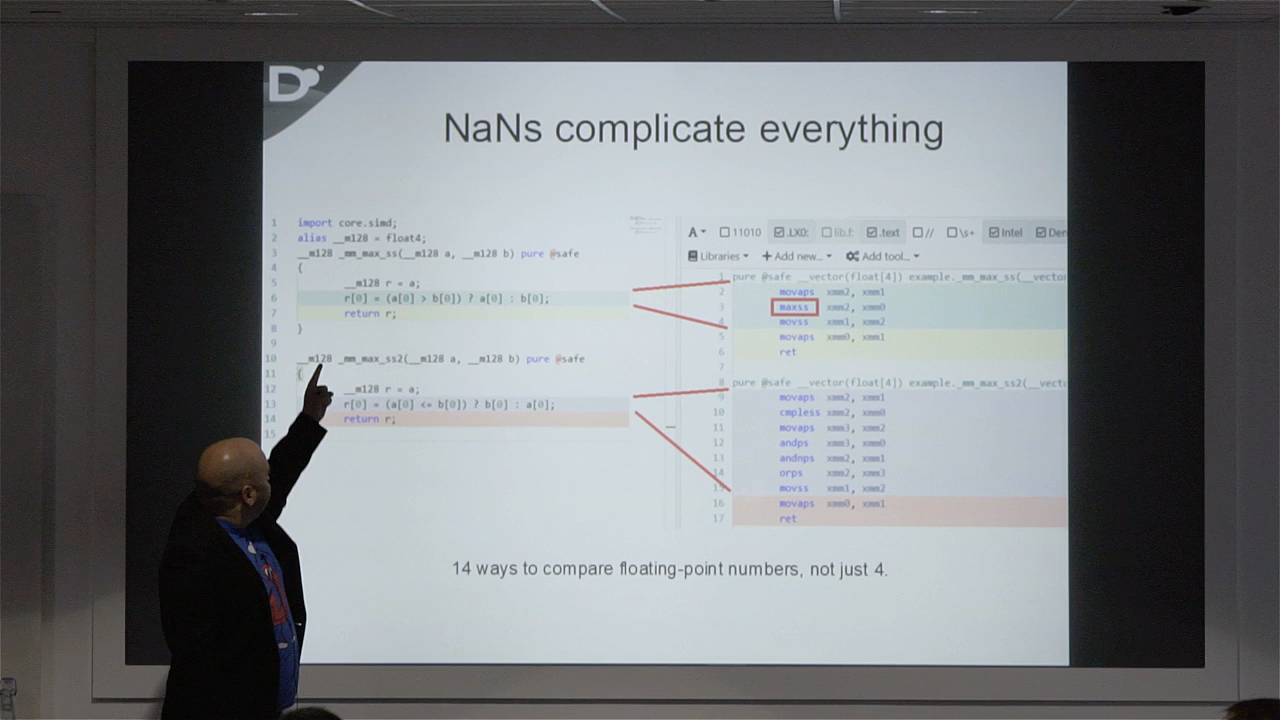 D
NaNs complicate everything
1 import core.simd;
2 alias __m128 = float4;
3 __m128 _mm_max_ss(__m128 a, __m128 b) pure @safe
4 {
5 __m128 r = a;
6 r[0] = (a[0] > b[0]) ? a[0] : b[0];
7 return r;
8 }
9
10 __m128 _mm_max_ss2(__m128 a, __m128 b) pure @safe
11 {
12 __m128 r = a;
13 r[0] = (a[0] <= b[0]) ? b[0] : a[0];
14 return r;
15
A 11010 .LX0: lib.f: .text // \s+ Intel Dem
Libraries + Add new... Add tool...
1 pure @safe __vector(float[4]) example._mm_max_ss(__vector
2 movaps xmm2, xmm1
3 maxss xmm2, xmm0
4 movss xmm1, xmm2
5 movaps xmm0, xmm1
6 ret
7
8 pure @safe __vector(float[4]) example._mm_max_ss2(__vecto
9 movaps xmm2, xmm1
10 cmpless xmm2, xmm0
11 movaps xmm3, xmm2
12 andps xmm3, xmm0
13 andnps xmm2, xmm1
14 orps xmm2, xmm3
15 movss xmm1, xmm2
16 movaps xmm0, xmm1
17 ret
14 ways to compare floating-point numbers, not just 4.